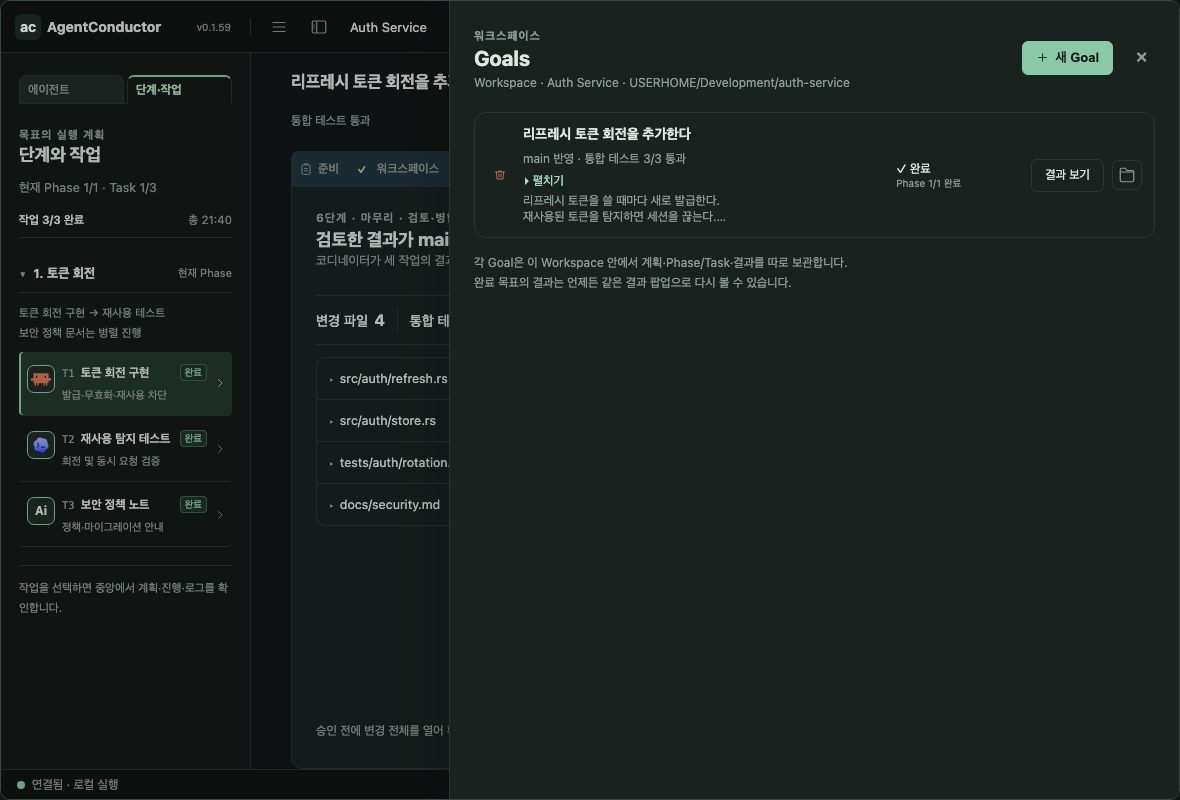 ac AgentConductor v0.1.59 Auth Service
에이전트
단계·작업
목표의 실행 계획
단계와 작업
현재 Phase 1/1 · Task 1/3
작업 3/3 완료 총 21:40
1. 토큰 회전 현재 Phase
토큰 회전 구현 → 재사용 테스트
보안 정책 문서는 병렬 진행
T1 토큰 회전 구현 완료
발급·무효화·재사용 차단
T2 재사용 탐지 테스트 완료
회전 및 동시 요청 검증
Ai T3 보안 정책 노트 완료
정책·마이그레이션 안내
작업을 선택하면 중앙에서 계획·진행·로그를 확
인합니다.
연결됨 · 로컬 실행
리프레시 토큰 회전을 추
통합 테스트 통과
준비 ✓ 워크스페이스
6단계 · 마무리 · 검토·병
검토한 결과가 mai
코디네이터가 세 작업의 결
변경 파일 4 통합 테
src/auth/refresh.rs
src/auth/store.rs
tests/auth/rotation.
docs/security.md
승인 전에 변경 전체를 열어
워크스페이스
Goals
Workspace · Auth Service · USERHOME/Development/auth-service
+ 새 Goal ×
리프레시 토큰 회전을 추가한다
main 반영 · 통합 테스트 3/3 통과
펼치기
리프레시 토큰을 쓸 때마다 새로 발급한다.
재사용된 토큰을 탐지하면 세션을 끊는다....
✓ 완료
Phase 1/1 완료
결과 보기
각 Goal은 이 Workspace 안에서 계획·Phase/Task·결과를 따로 보관합니다.
완료 목표의 결과는 언제든 같은 결과 팝업으로 다시 볼 수 있습니다.